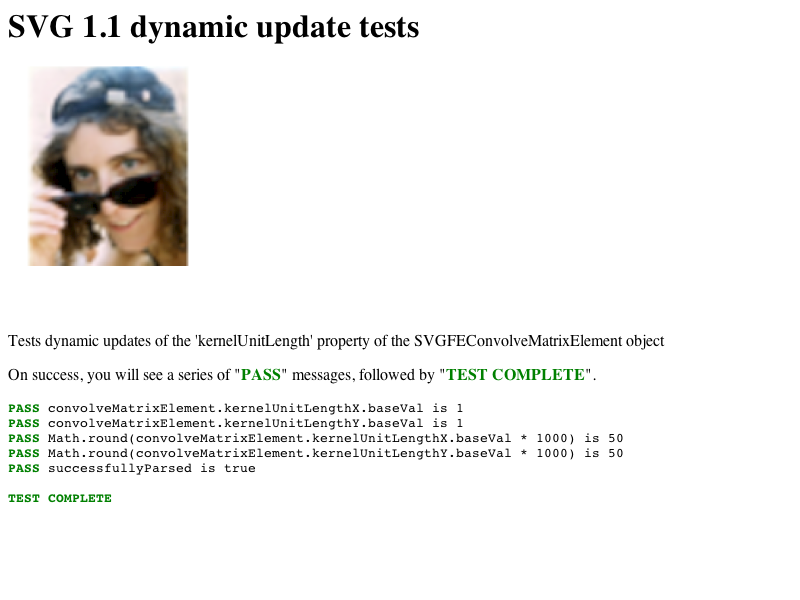 SVG 1.1 dynamic update tests
Tests dynamic updates of the 'kernelUnitLength' property of the SVGFEConvolveMatrixElement object
On success, you will see a series of "PASS" messages, followed by "TEST COMPLETE".
PASS convolveMatrixElement.kernelUnitLengthX.baseVal is 1
PASS convolveMatrixElement.kernelUnitLengthY.baseVal is 1
PASS Math.round(convolveMatrixElement.kernelUnitLengthX.baseVal * 1000) is 50
PASS Math.round(convolveMatrixElement.kernelUnitLengthY.baseVal * 1000) is 50
PASS successfullyParsed is true
TEST COMPLETE